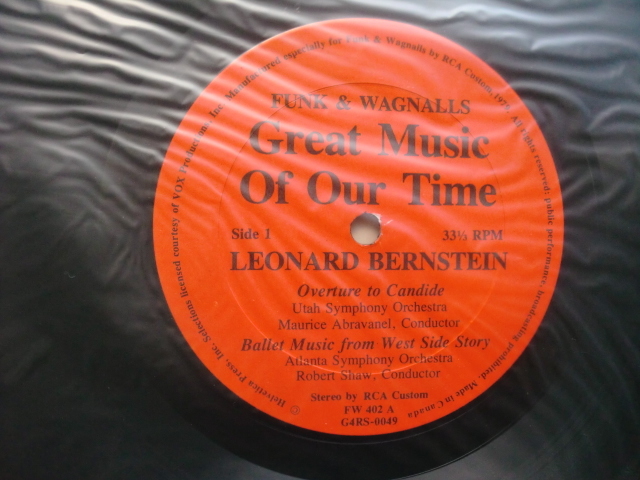 FUNK & WAGNALLS
Great Music
Of Our Time
Side 1 33⅓ RPM
LEONARD BERNSTEIN
Overture to Candide
Utah Symphony Orchestra
Maurice Abravanel, Conductor
Ballet Music from West Side Story
Atlanta Symphony Orchestra
Robert Shaw, Conductor
Stereo by RCA Custom
FW 402 A
G4RS-0049
© Helvetica Press, Inc. Selections licensed courtesy of VOX Productions, Inc. Manufactured especially for Funk & Wagnalls by RCA Custom, All rights reserved; public performance, broadcasting prohibited. Made in Canada